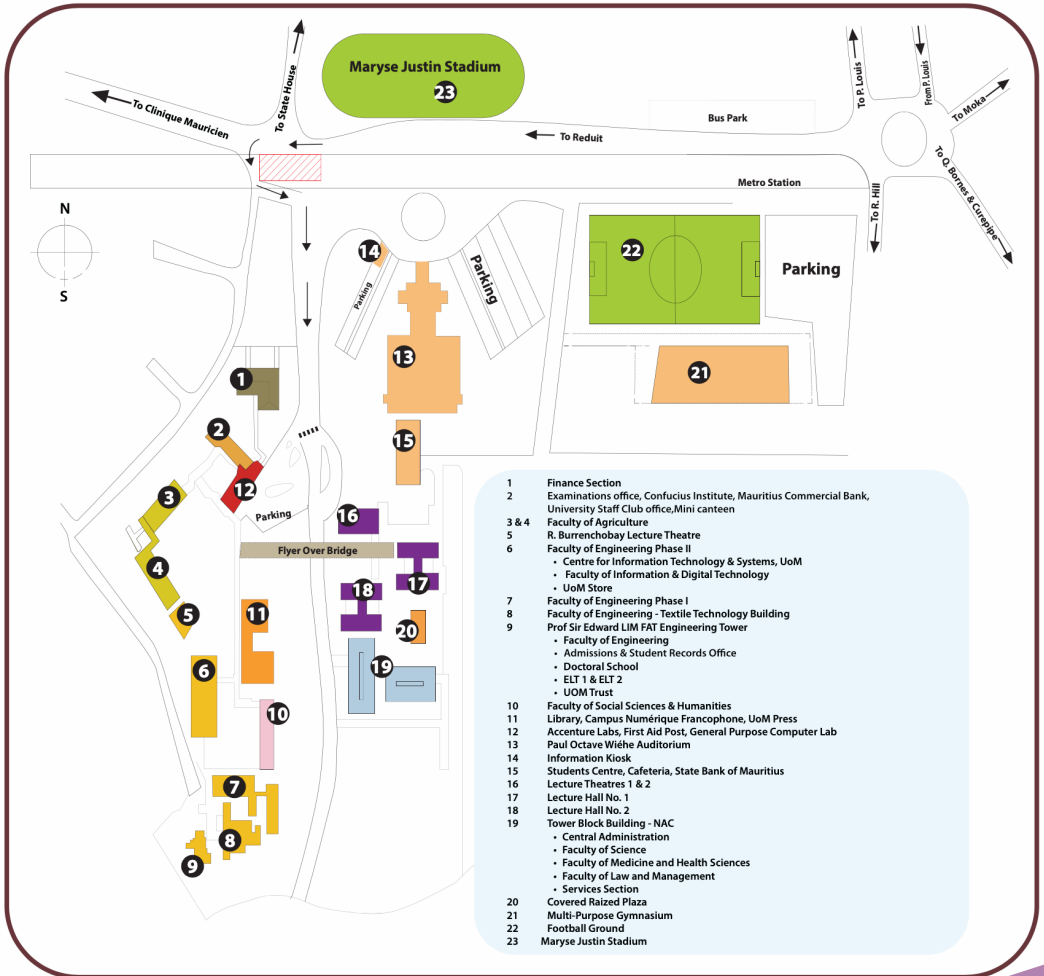 Maryse Justin Stadium
23
To State House
To Clinique Mauricien
To P. Louis
From P. Louis
To Moka
Bus Park
To Reduit
To Q. Bornes & Curepipe
Metro Station
To R. Hill
N
S
14
Parking
Parking
22
Parking
13
21
1
2
15
12
3
Parking
16
Flyer Over Bridge
4
17
18
5
11
20
19
6
10
7
8
9
1 Finance Section
2 Examinations office, Confucius Institute, Mauritius Commercial Bank,
University Staff Club office,Mini canteen
3 & 4 Faculty of Agriculture
5 R. Burrenchobay Lecture Theatre
6 Faculty of Engineering Phase II
• Centre for Information Technology & Systems, UoM
• Faculty of Information & Digital Technology
• UoM Store
7 Faculty of Engineering Phase I
8 Faculty of Engineering - Textile Technology Building
9 Prof Sir Edward LIM FAT Engineering Tower
• Faculty of Engineering
• Admissions & Student Records Office
• Doctoral School
• ELT 1 & ELT 2
• UOM Trust
10 Faculty of Social Sciences & Humanities
11 Library, Campus Numérique Francophone, UoM Press
12 Accenture Labs, First Aid Post, General Purpose Computer Lab
13 Paul Octave Wiéhe Auditorium
14 Information Kiosk
15 Students Centre, Cafeteria, State Bank of Mauritius
16 Lecture Theatres 1 & 2
17 Lecture Hall No. 1
18 Lecture Hall No. 2
19 Tower Block Building - NAC
• Central Administration
• Faculty of Science
• Faculty of Medicine and Health Sciences
• Faculty of Law and Management
• Services Section
20 Covered Raized Plaza
21 Multi-Purpose Gymnasium
22 Football Ground
23 Maryse Justin Stadium